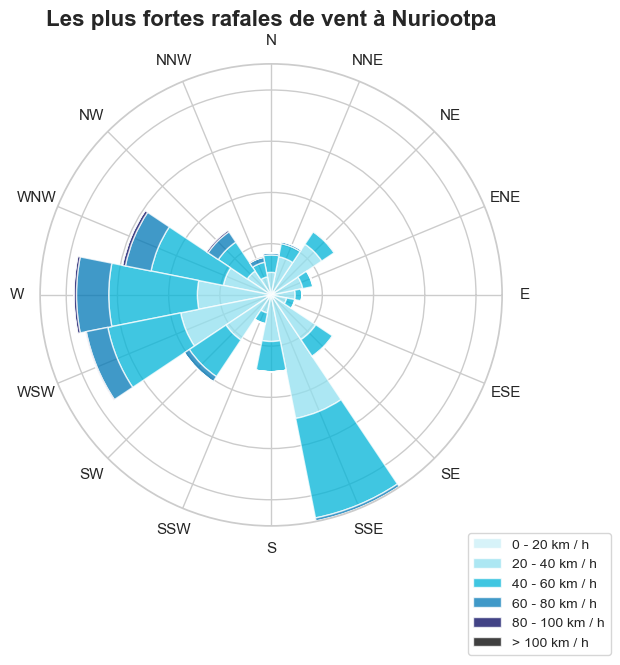 Les plus fortes rafales de vent à Nuriootpa
N
NNW
NNE
NW
NE
WNW
ENE
W
E
WSW
ESE
SW
SE
SSW
SSE
S
0 - 20 km / h
20 - 40 km / h
40 - 60 km / h
60 - 80 km / h
80 - 100 km / h
> 100 km / h